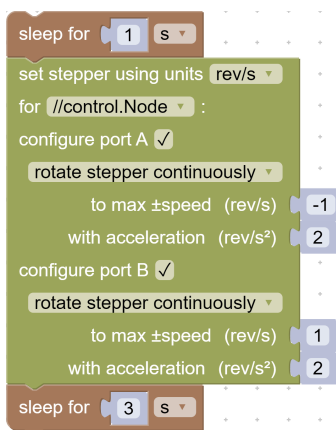 sleep for 1 s
set stepper using units rev/s
for //control.Node :
configure port A ✓
rotate stepper continuously
to max ±speed (rev/s) -1
with acceleration (rev/s²) 2
configure port B ✓
rotate stepper continuously
to max ±speed (rev/s) 1
with acceleration (rev/s²) 2
sleep for 3 s